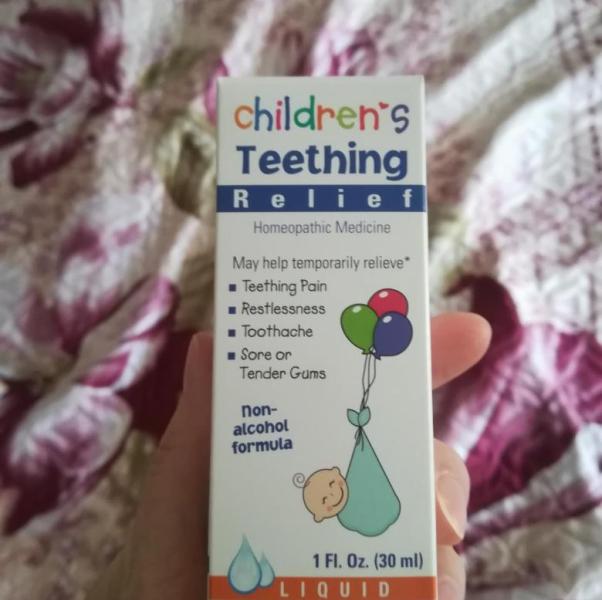 children's
Teething
Relief
Homeopathic Medicine
May help temporarily relieve*
▪ Teething Pain
▪ Restlessness
▪ Toothache
▪ Sore or
Tender Gums
Non-
alcohol
formula
1 Fl. Oz. (30 ml)
LIQUID